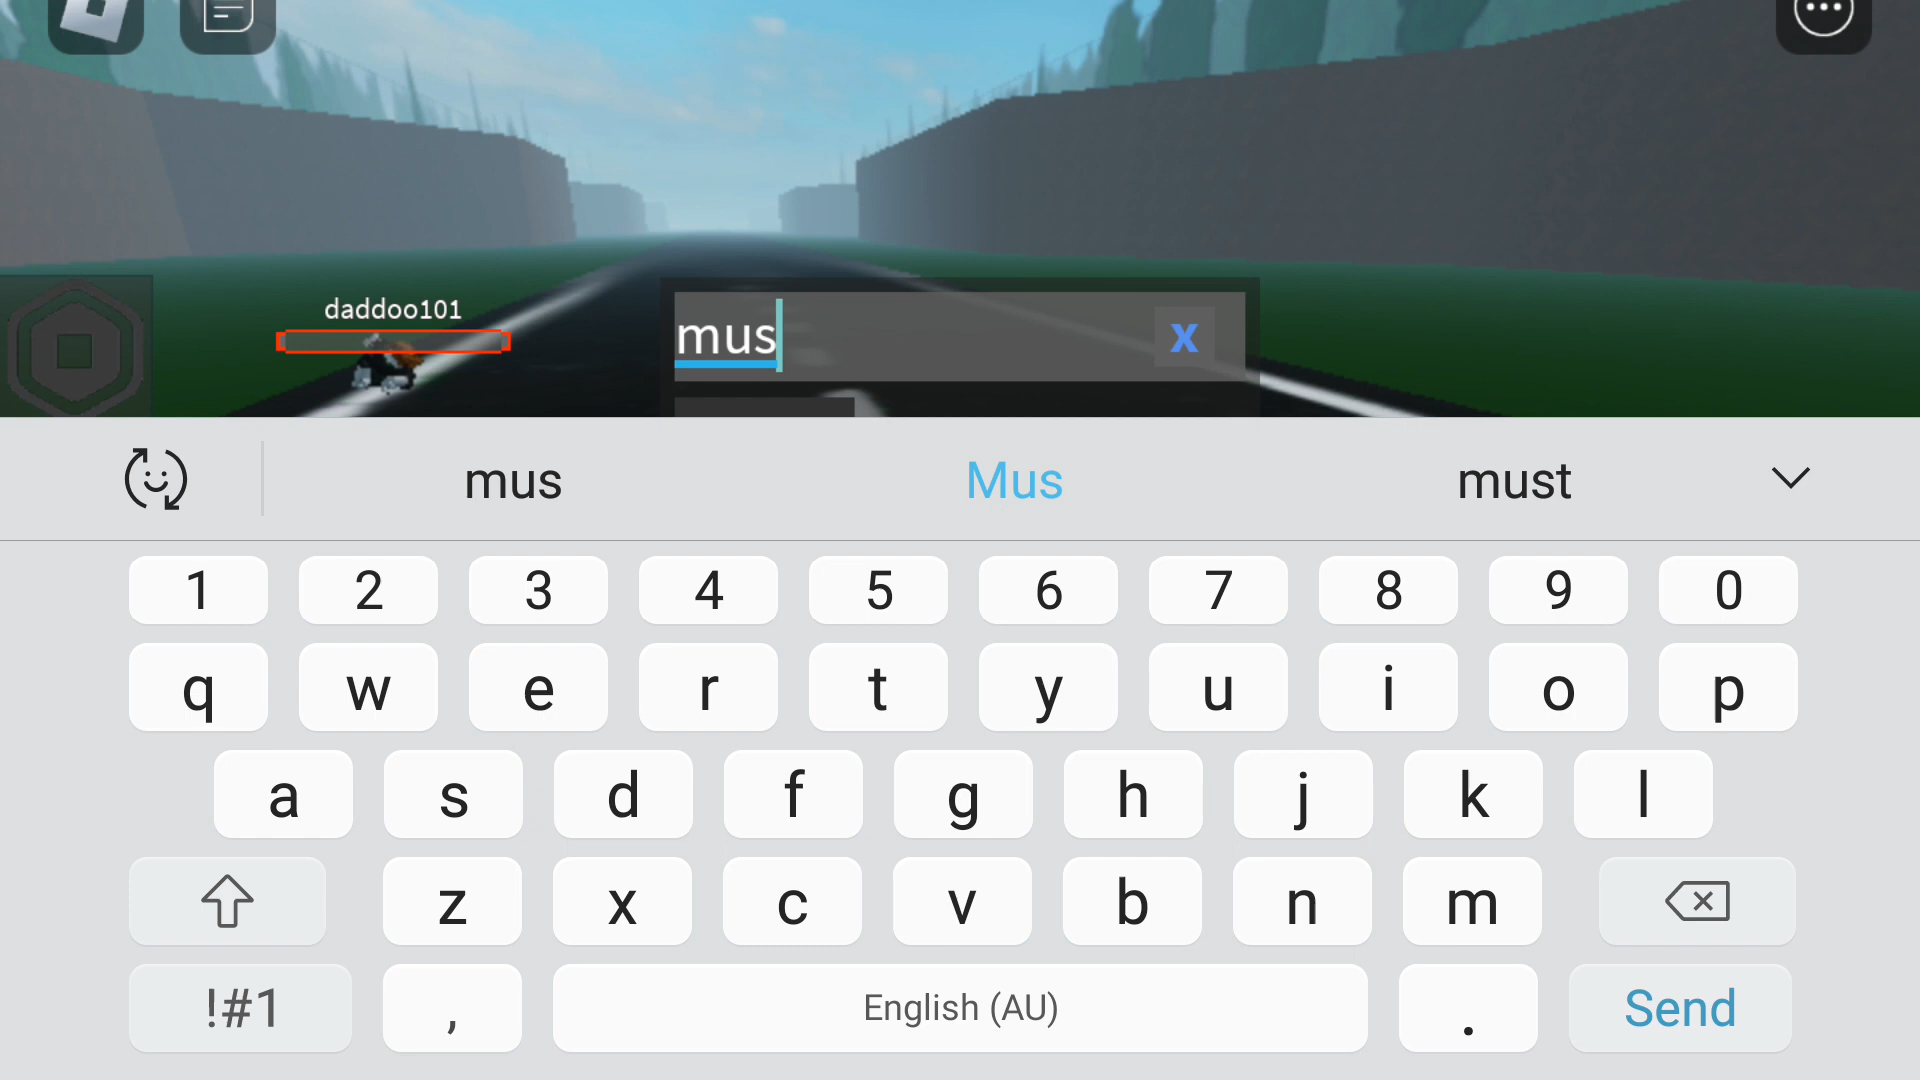 daddoo101
mus
X
mus Mus must
1 2 3 4 5 6 7 8 9 0
q w e r t y u i o p
a s d f g h j k l
z x c v b n m
!#1 , English (AU) . Send